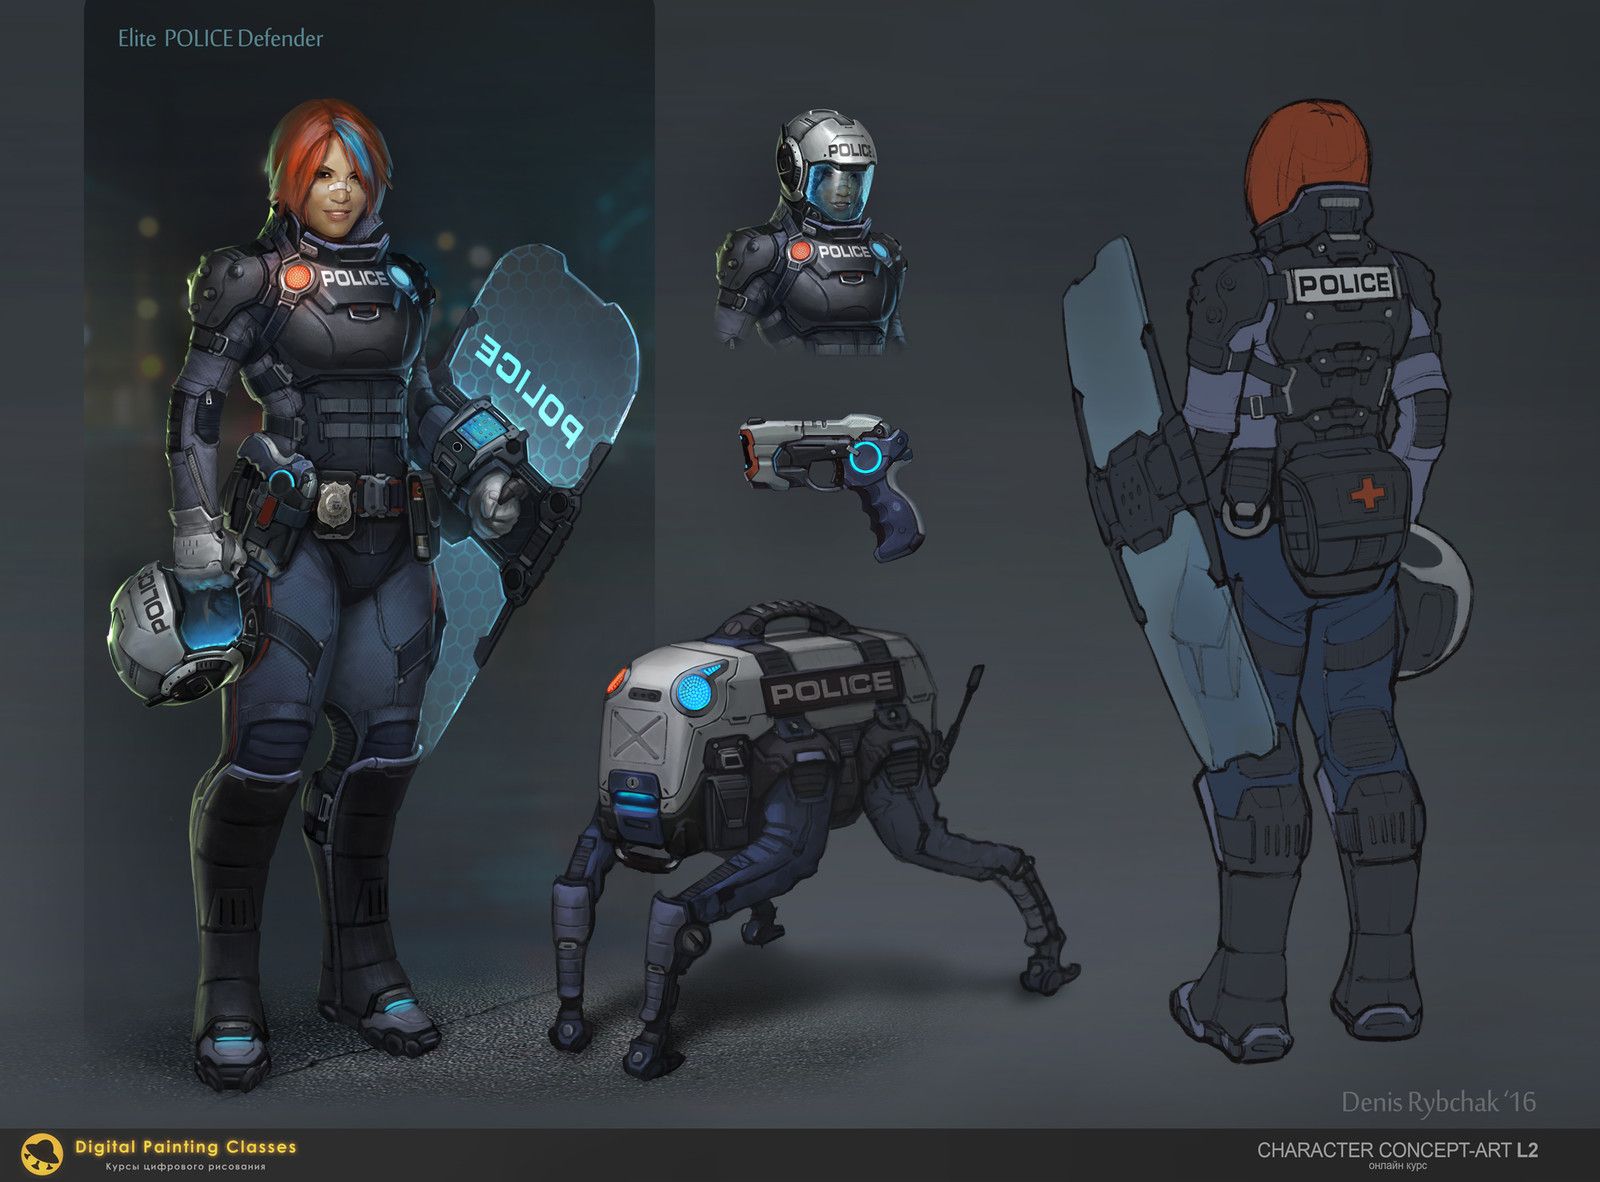 Elite POLICE Defender
POLICE
POLICE
POLICE
POLICE
POLICE
POLICE
POLICE
POLICE
Denis Rybchak '16
Digital Painting Classes
Курсы цифрового рисования
CHARACTER CONCEPT-ART L2
онлайн курс